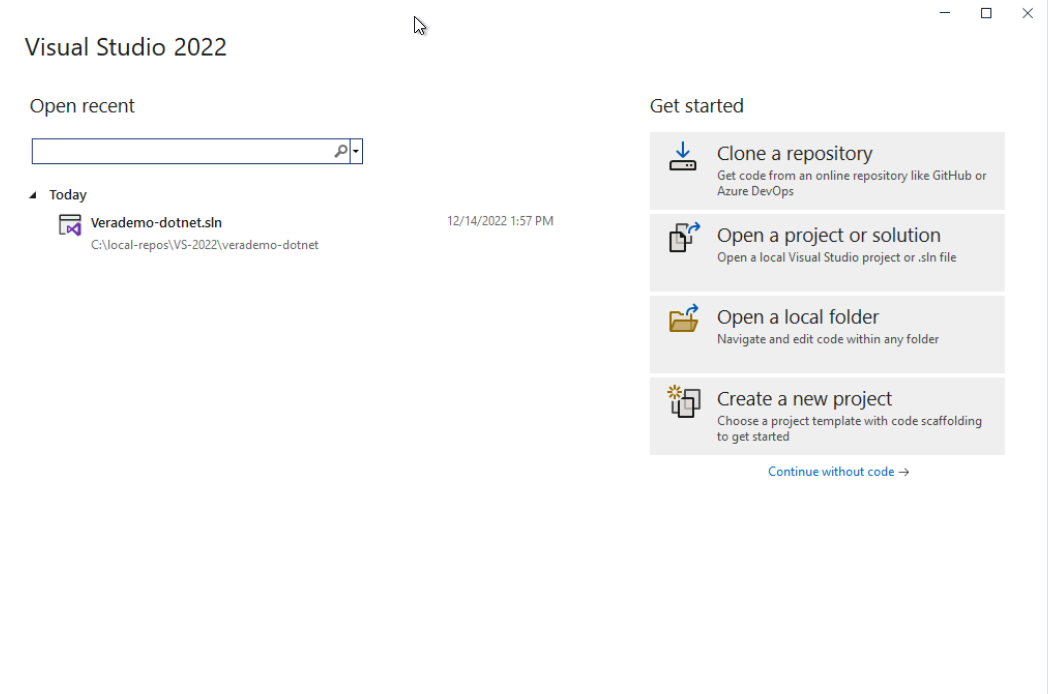 Visual Studio 2022
Open recent
Today
Verademo-dotnet.sln
12/14/2022 1:57 PM
C:\local-repos\VS-2022\verademo-dotnet
Get started
Clone a repository
Get code from an online repository like GitHub or
Azure DevOps
Open a project or solution
Open a local Visual Studio project or .sln file
Open a local folder
Navigate and edit code within any folder
Create a new project
Choose a project template with code scaffolding
to get started
Continue without code →